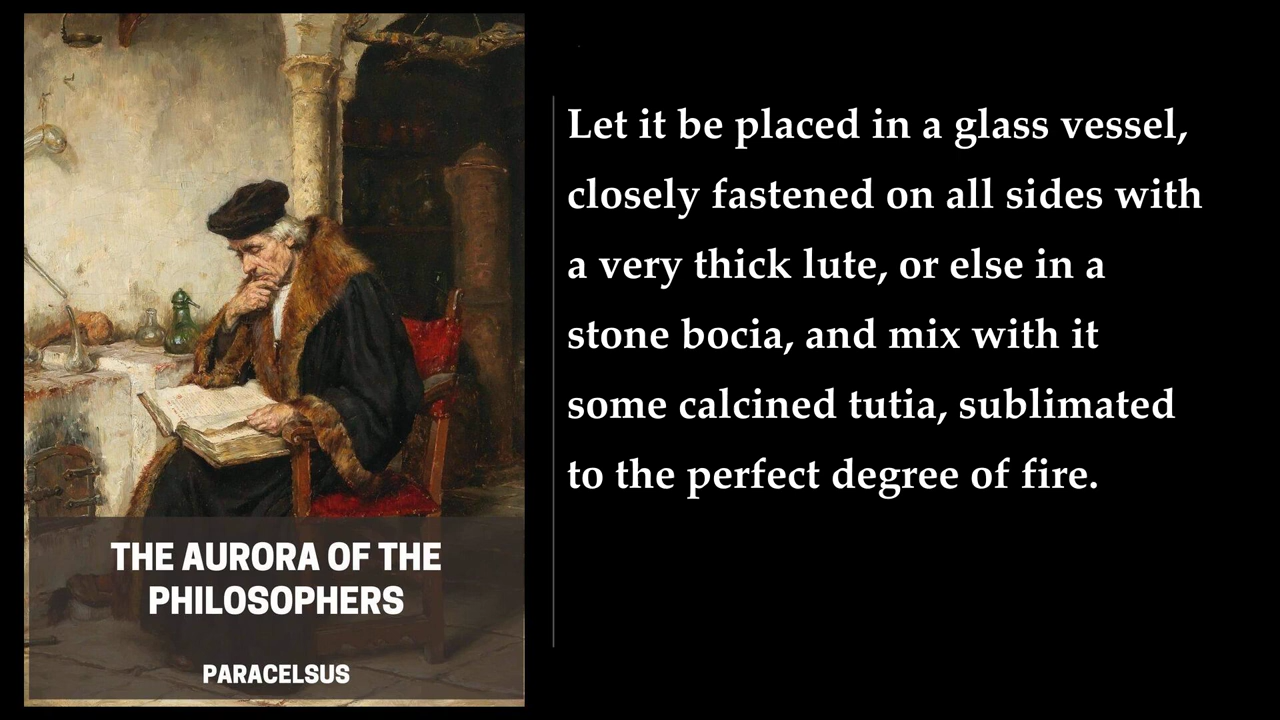 Let it be placed in a glass vessel,
closely fastened on all sides with
a very thick lute, or else in a
stone bocia, and mix with it
some calcined tutia, sublimated
to the perfect degree of fire.
THE AURORA OF THE
PHILOSOPHERS
PARACELSUS